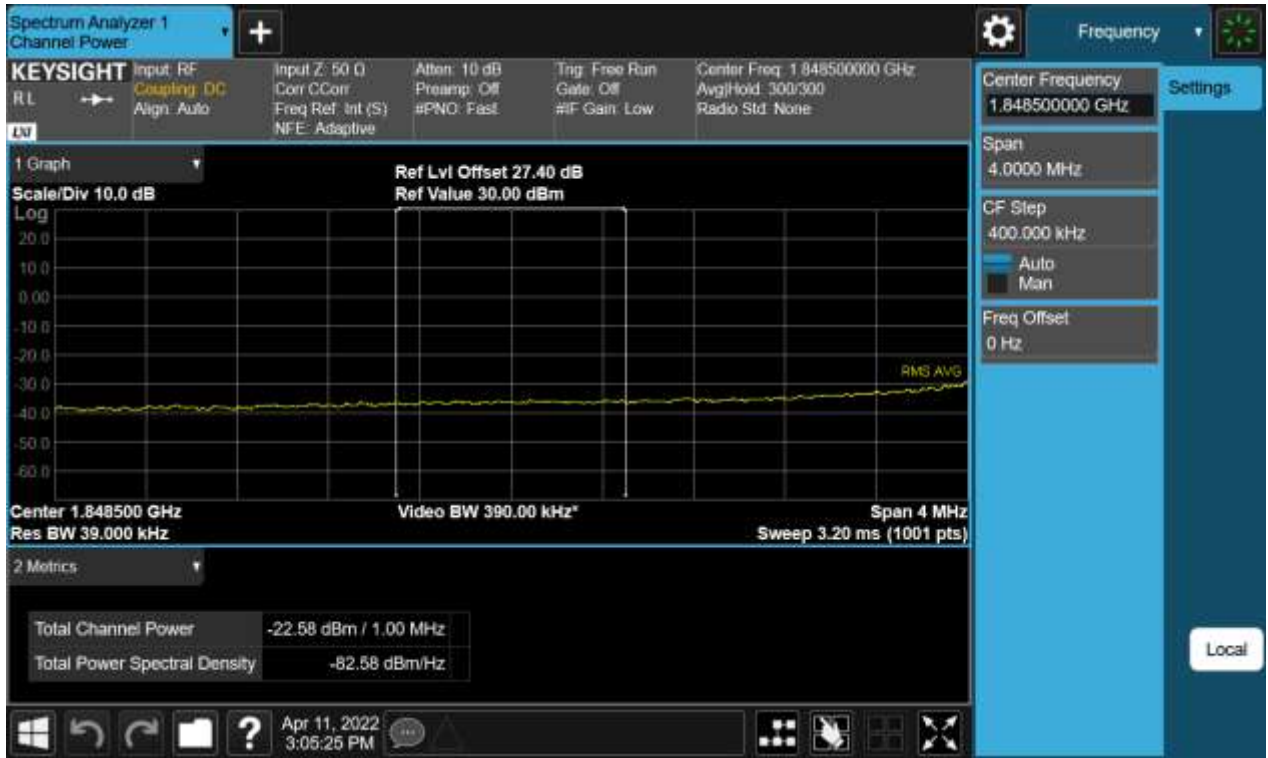 Spectrum Analyzer 1
Channel Power
+
Frequency
KEYSIGHT
Input: RF
Input Z: 50 Ω
Atten: 10 dB
Trig: Free Run
Center Freq: 1.848500000 GHz
RL
Coupling: DC
Corr CCorr
Preamp: Off
Gate: Off
Avg|Hold: 300/300
Align: Auto
Freq Ref: Int (S)
#PNO: Fast
#IF Gain: Low
Radio Std: None
LXI
NFE: Adaptive
Center Frequency
1.848500000 GHz
Settings
Span
4.0000 MHz
CF Step
400.000 kHz
Auto
Man
Freq Offset
0 Hz
1 Graph
Ref Lvl Offset 27.40 dB
Scale/Div 10.0 dB
Ref Value 30.00 dBm
Log
20.0
10.0
0.00
-10.0
-20.0
-30.0
-40.0
-50.0
-60.0
RMS AVG
Center 1.848500 GHz
Video BW 390.00 kHz*
Span 4 MHz
Res BW 39.000 kHz
Sweep 3.20 ms (1001 pts)
2 Metrics
Total Channel Power
-22.58 dBm / 1.00 MHz
Total Power Spectral Density
-82.58 dBm/Hz
Local
?
Apr 11, 2022
3:05:25 PM